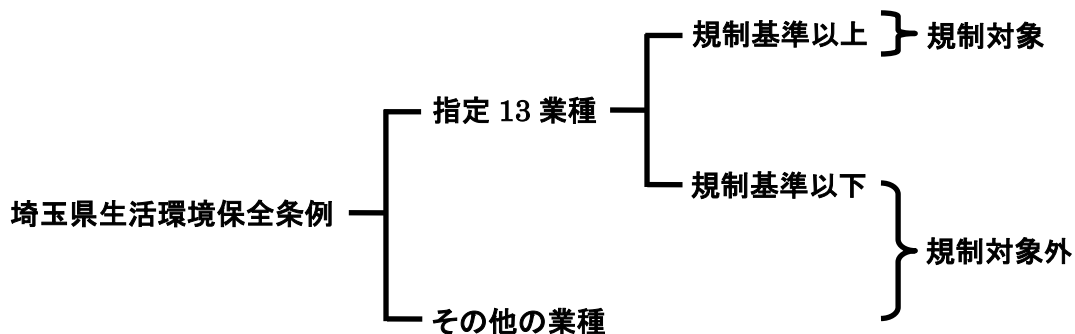 規制基準以上
規制対象
指定 13 業種
規制基準以下
埼玉県生活環境保全条例
規制対象外
その他の業種